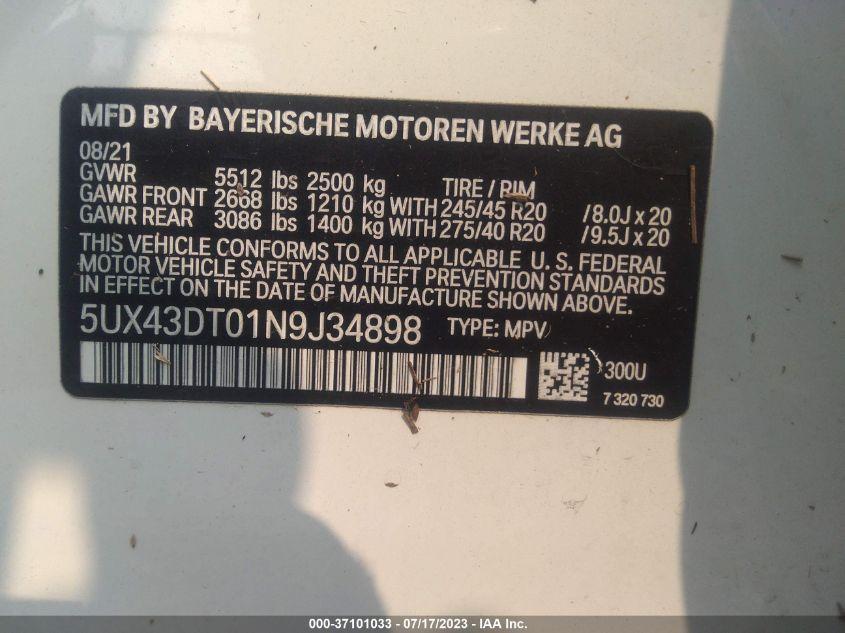 MFD BY BAYERISCHE MOTOREN WERKE AG
08/21
GVWR 5512 lbs 2500 kg TIRE / RIM
GAWR FRONT 2668 lbs 1210 kg WITH 245/45 R20 /8.0J x 20
GAWR REAR 3086 lbs 1400 kg WITH 275/40 R20 /9.5J x 20
THIS VEHICLE CONFORMS TO ALL APPLICABLE U. S. FEDERAL
MOTOR VEHICLE SAFETY AND THEFT PREVENTION STANDARDS
IN EFFECT ON THE DATE OF MANUFACTURE SHOWN ABOVE.
5UX43DT01N9J34898 TYPE: MPV
300U
7 320 730
000-37101033 - 07/17/2023 - IAA Inc.